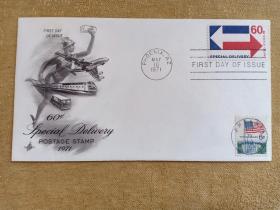 FIRST DAY
OF ISSUE
60¢
Special Delivery
POSTAGE STAMP
1971
PHOENIX, AZ
MAY
10
1971
60¢
SPECIAL DELIVERY
FIRST DAY OF ISSUE
6¢